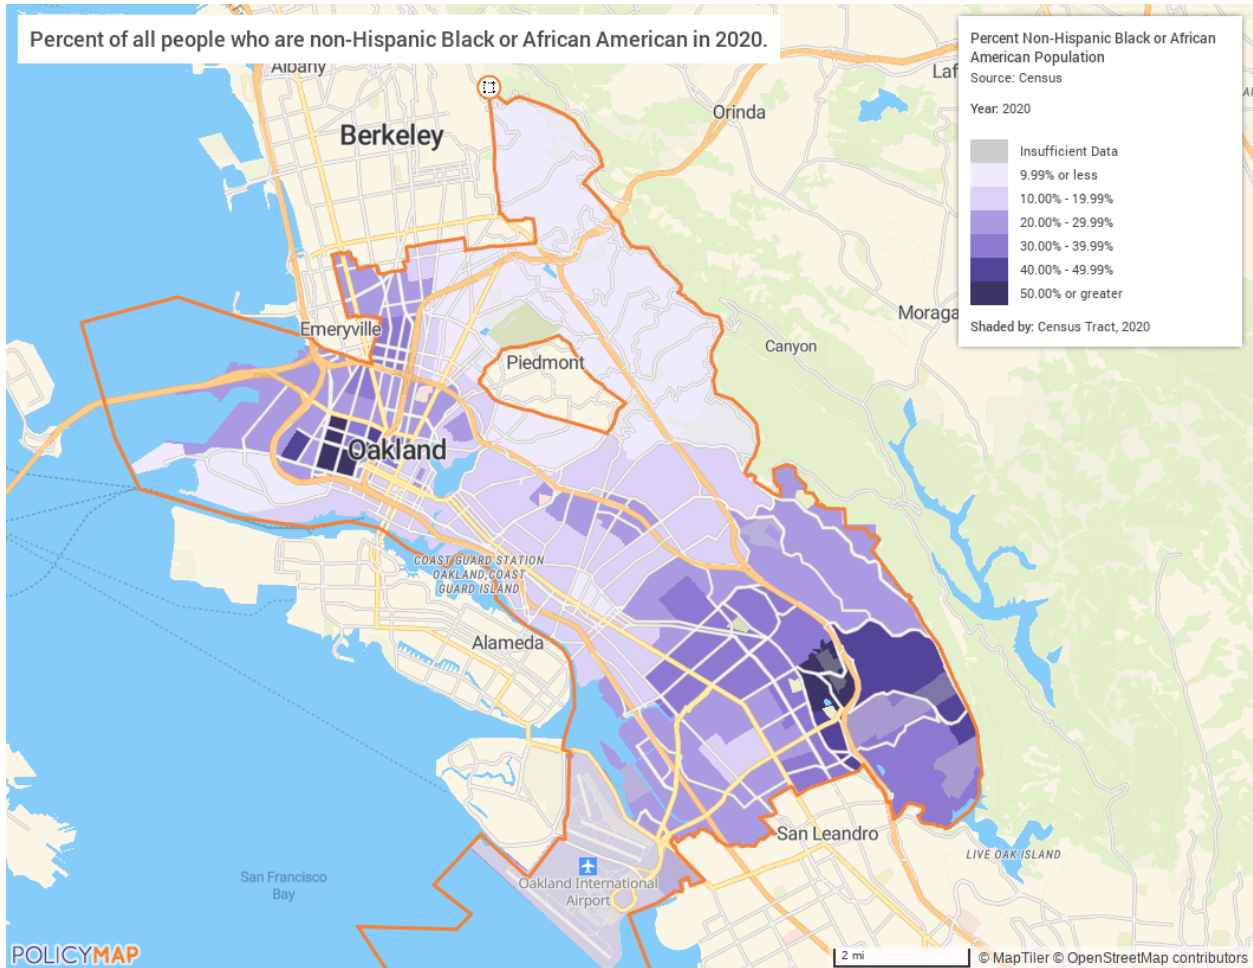 Percent of all people who are non-Hispanic Black or African American in 2020.
Percent Non-Hispanic Black or African
American Population
Source: Census
Year: 2020
Insufficient Data
9.99% or less
10.00% - 19.99%
20.00% - 29.99%
30.00% - 39.99%
40.00% - 49.99%
50.00% or greater
Shaded by: Census Tract, 2020
Albany
Laf
Orinda
Berkeley
Moraga
Emeryville
Canyon
Piedmont
Oakland
COAST GUARD STATION
OAKLAND;COAST
GUARD ISLAND
Alameda
San Leandro
LIVE OAK ISLAND
San Francisco
Bay
Oakland International
Airport
POLICYMAP
2 mi
© MapTiler © OpenStreetMap contributors